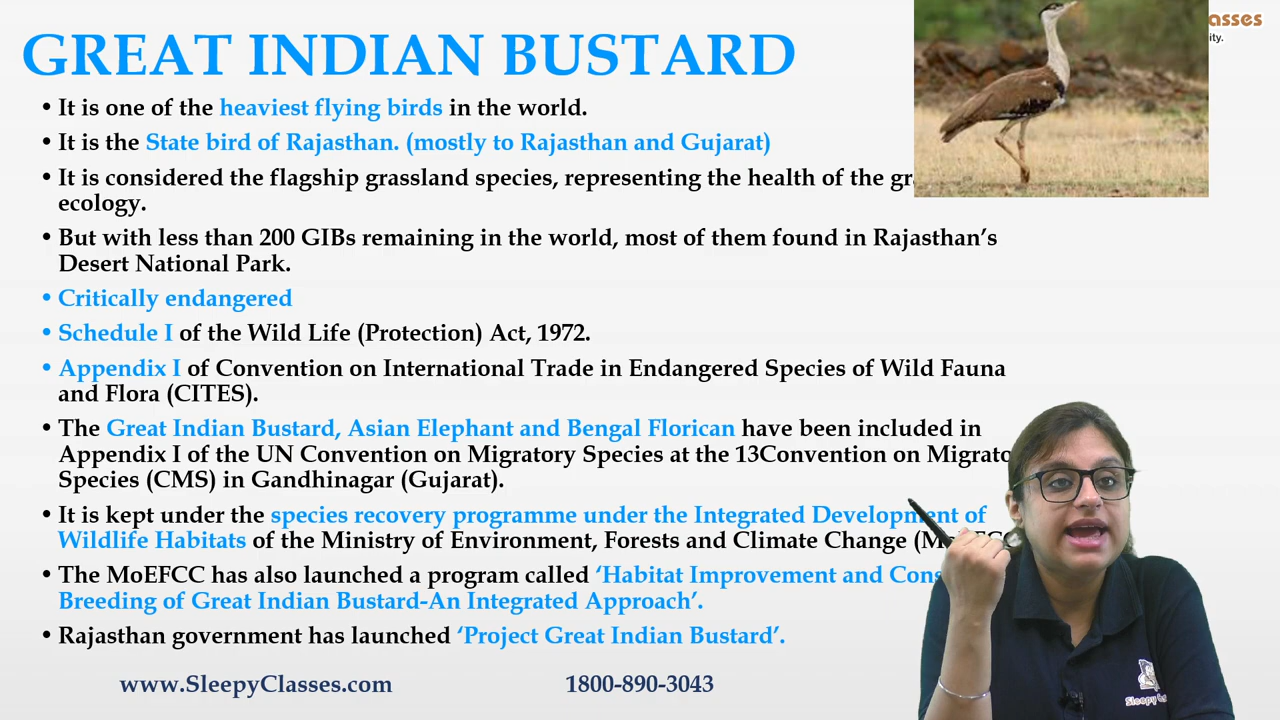 GREAT INDIAN BUSTARD
asses
ity.
• It is one of the heaviest flying birds in the world.
• It is the State bird of Rajasthan. (mostly to Rajasthan and Gujarat)
• It is considered the flagship grassland species, representing the health of the gr
ecology.
• But with less than 200 GIBs remaining in the world, most of them found in Rajasthan's
Desert National Park.
• Critically endangered
• Schedule I of the Wild Life (Protection) Act, 1972.
• Appendix I of Convention on International Trade in Endangered Species of Wild Fauna
and Flora (CITES).
• The Great Indian Bustard, Asian Elephant and Bengal Florican have been included in
Appendix I of the UN Convention on Migratory Species at the 13Convention on Migrato
Species (CMS) in Gandhinagar (Gujarat).
• It is kept under the species recovery programme under the Integrated Development of
Wildlife Habitats of the Ministry of Environment, Forests and Climate Change (M
• The MoEFCC has also launched a program called ‘Habitat Improvement and Cons
Breeding of Great Indian Bustard-An Integrated Approach’.
• Rajasthan government has launched ‘Project Great Indian Bustard’.
www.SleepyClasses.com 1800-890-3043
Sleepy